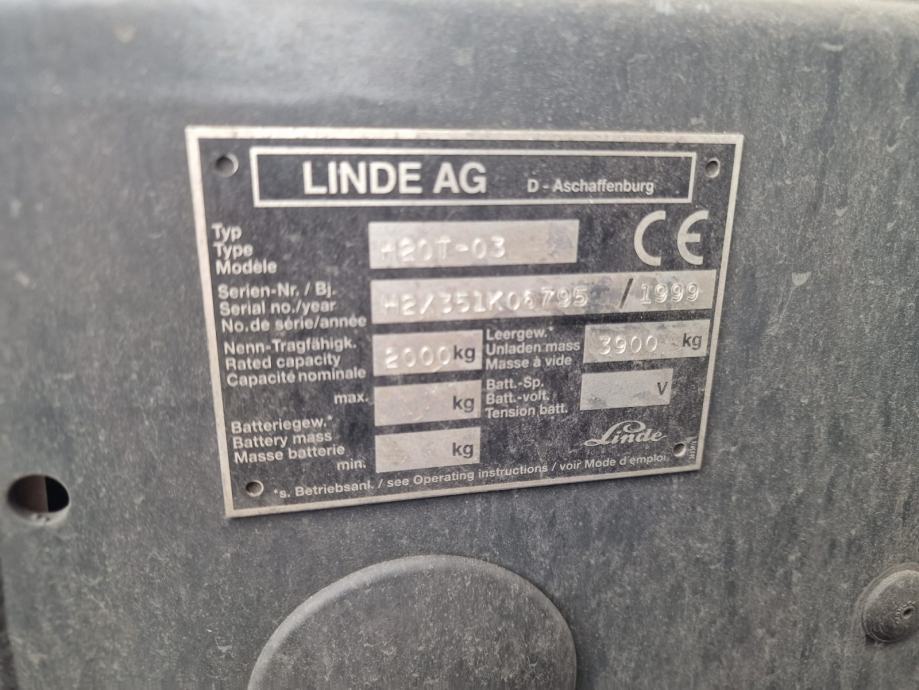 LINDE AG D - Aschaffenburg
Typ
Type
Modèle
H20T-03
CE
Serien-Nr. / Bj.
Serial no./year
No.de série/année
H2X351K08795 / 1999
Nenn-Tragfähigk.
Rated capacity
Capacité nominale
2000 kg
Leergew.*
Unladen mass
Masse à vide
3900 kg
max.
kg
Batt.-Sp.
Batt.-volt.
Tension batt.
V
Batteriegew.*
Battery mass
Masse batterie
min.
kg
Linde
*s. Betriebsanl. / see Operating instructions / voir Mode d'emploi